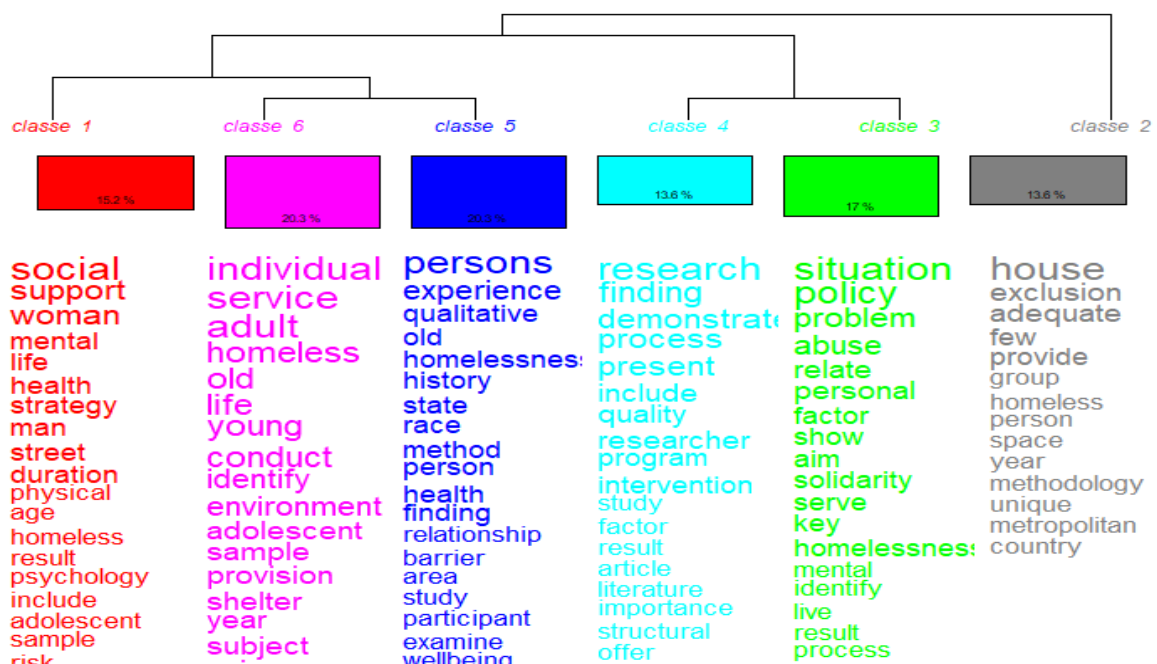 classe 1
classe 6
classe 5
classe 4
classe 3
classe 2
15.2 %
20.3 %
20.3 %
13.6 %
17 %
13.6 %
social
support
woman
mental
life
health
strategy
man
street
duration
physical
age
homeless
result
psychology
include
adolescent
sample
risk
individual
service
adult
homeless
old
life
young
conduct
identify
environment
adolescent
sample
provision
shelter
year
subject
persons
experience
qualitative
old
homelessness
history
state
race
method
person
health
finding
relationship
barrier
area
study
participant
examine
wellbeing
research
finding
demonstrate
process
present
include
quality
researcher
program
intervention
study
factor
result
article
literature
importance
structural
offer
situation
policy
problem
abuse
relate
personal
factor
show
aim
solidarity
serve
key
homelessness
mental
identify
live
result
process
house
exclusion
adequate
few
provide
group
homeless
person
space
year
methodology
unique
metropolitan
country